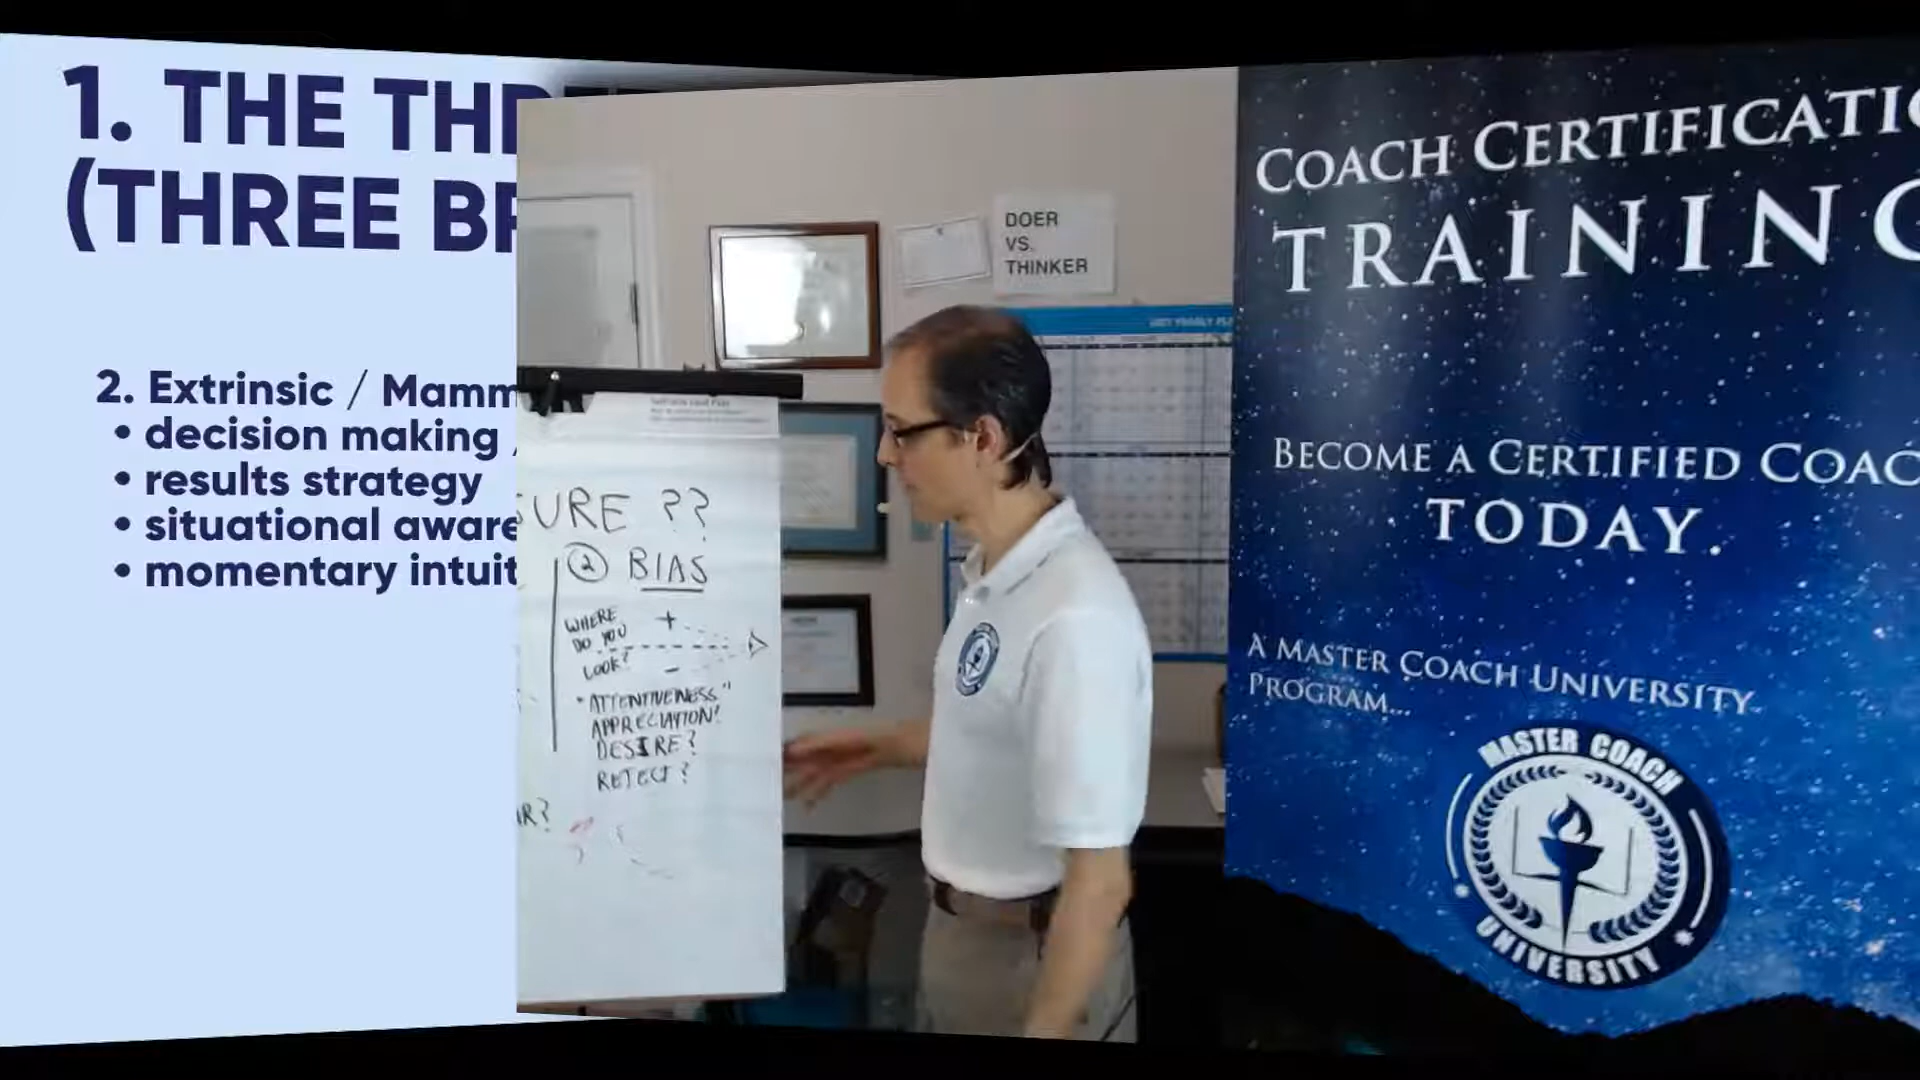 1. THE THR
(THREE BR
2. Extrinsic / Mamm
• decision making
• results strategy
• situational aware
• momentary intuit
DOER
VS.
THINKER
SURE ??
② BIAS
WHERE
DO YOU
LOOK?
+
-
"ATTENTIVENESS"
APPRECIATION?
DESIRE?
REJECT?
COACH CERTIFICATIO
TRAINING
BECOME A CERTIFIED COAC
TODAY.
A MASTER COACH UNIVERSITY
PROGRAM...
MASTER COACH
UNIVERSITY